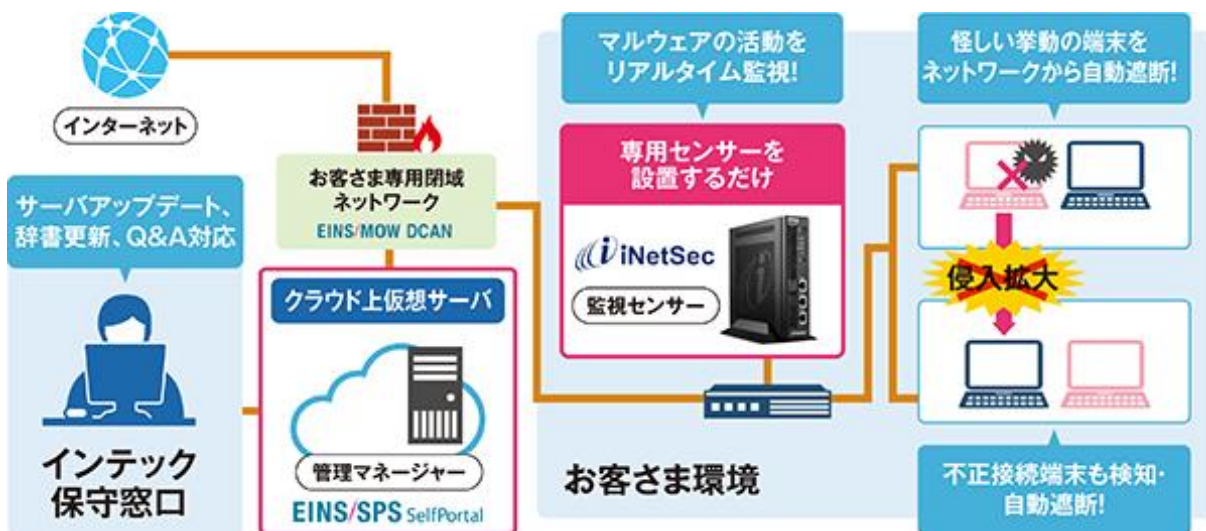 インターネット
お客さま専用閉域
ネットワーク
EINS/MOW DCAN
サーバアップデート、
辞書更新、Q&A対応
インテック
保守窓口
クラウド上仮想サーバ
管理マネージャー
EINS/SPS SelfPortal
マルウェアの活動を
リアルタイム監視!
専用センサーを
設置するだけ
iNetSec
監視センサー
お客さま環境
怪しい挙動の端末を
ネットワークから自動遮断!
侵入拡大
不正接続端末も検知・
自動遮断!